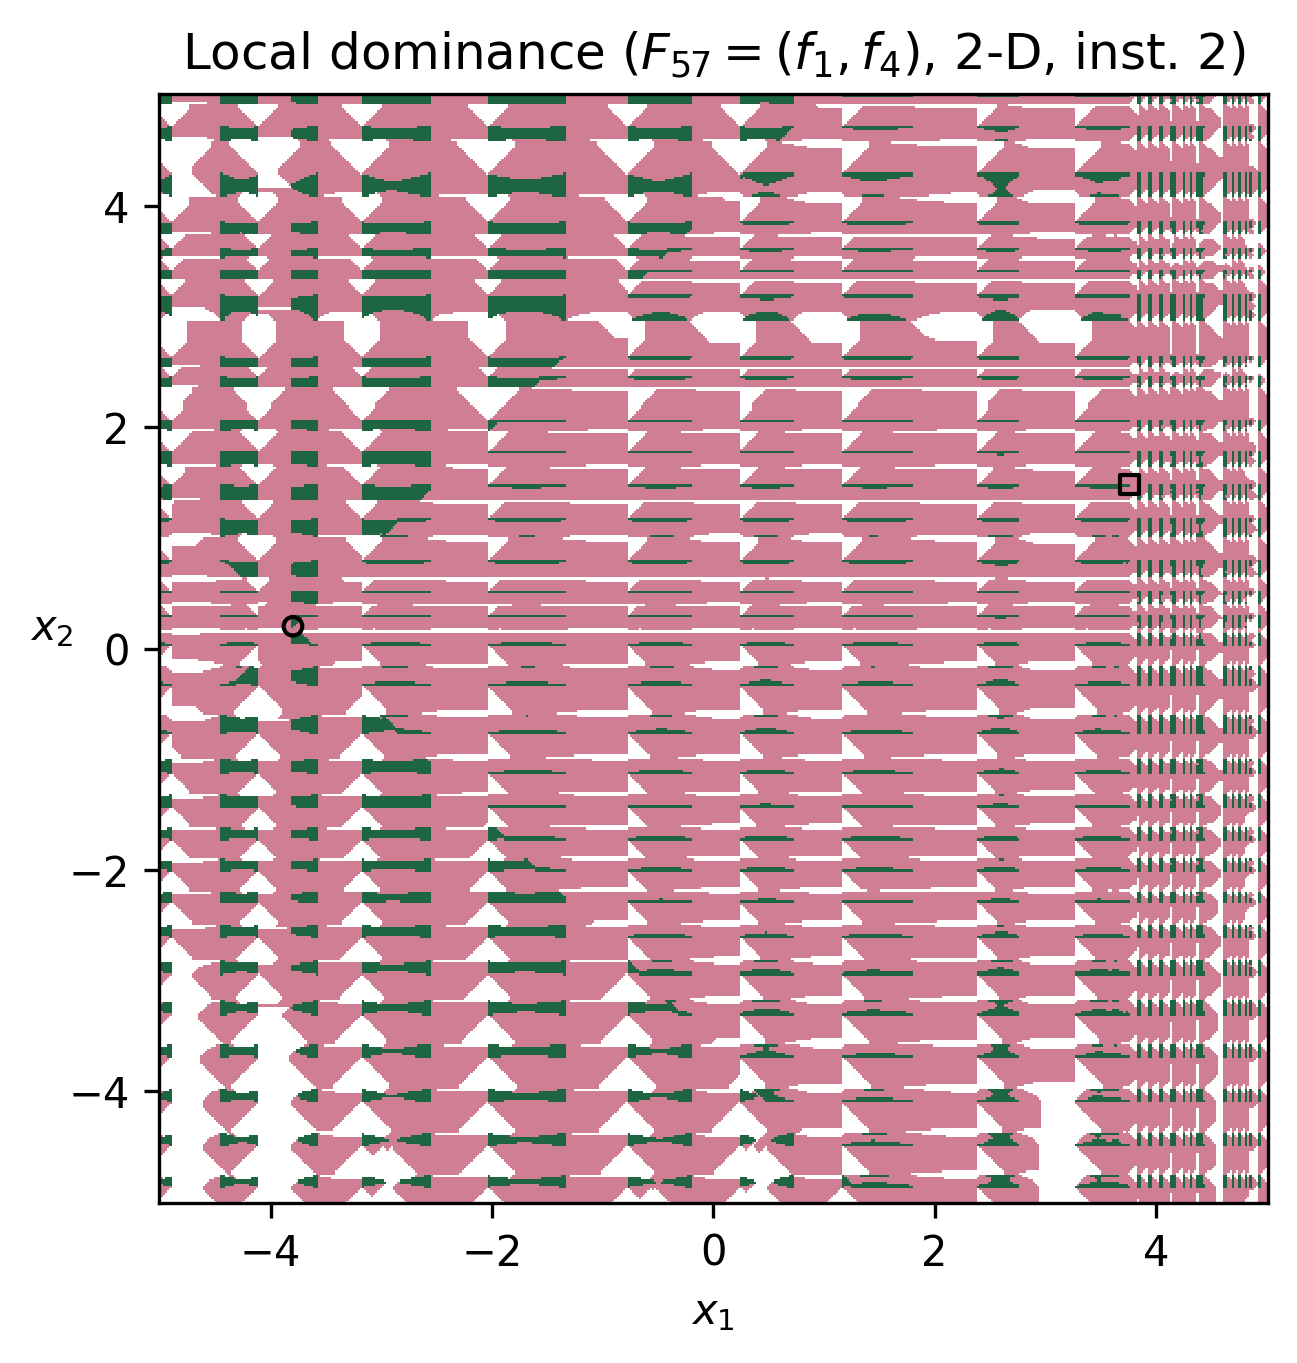 Local dominance (F₅₇ = (f₁, f₄), 2-D, inst. 2)
4
2
x₂
0
−2
−4
−4 −2 0 2 4
x₁